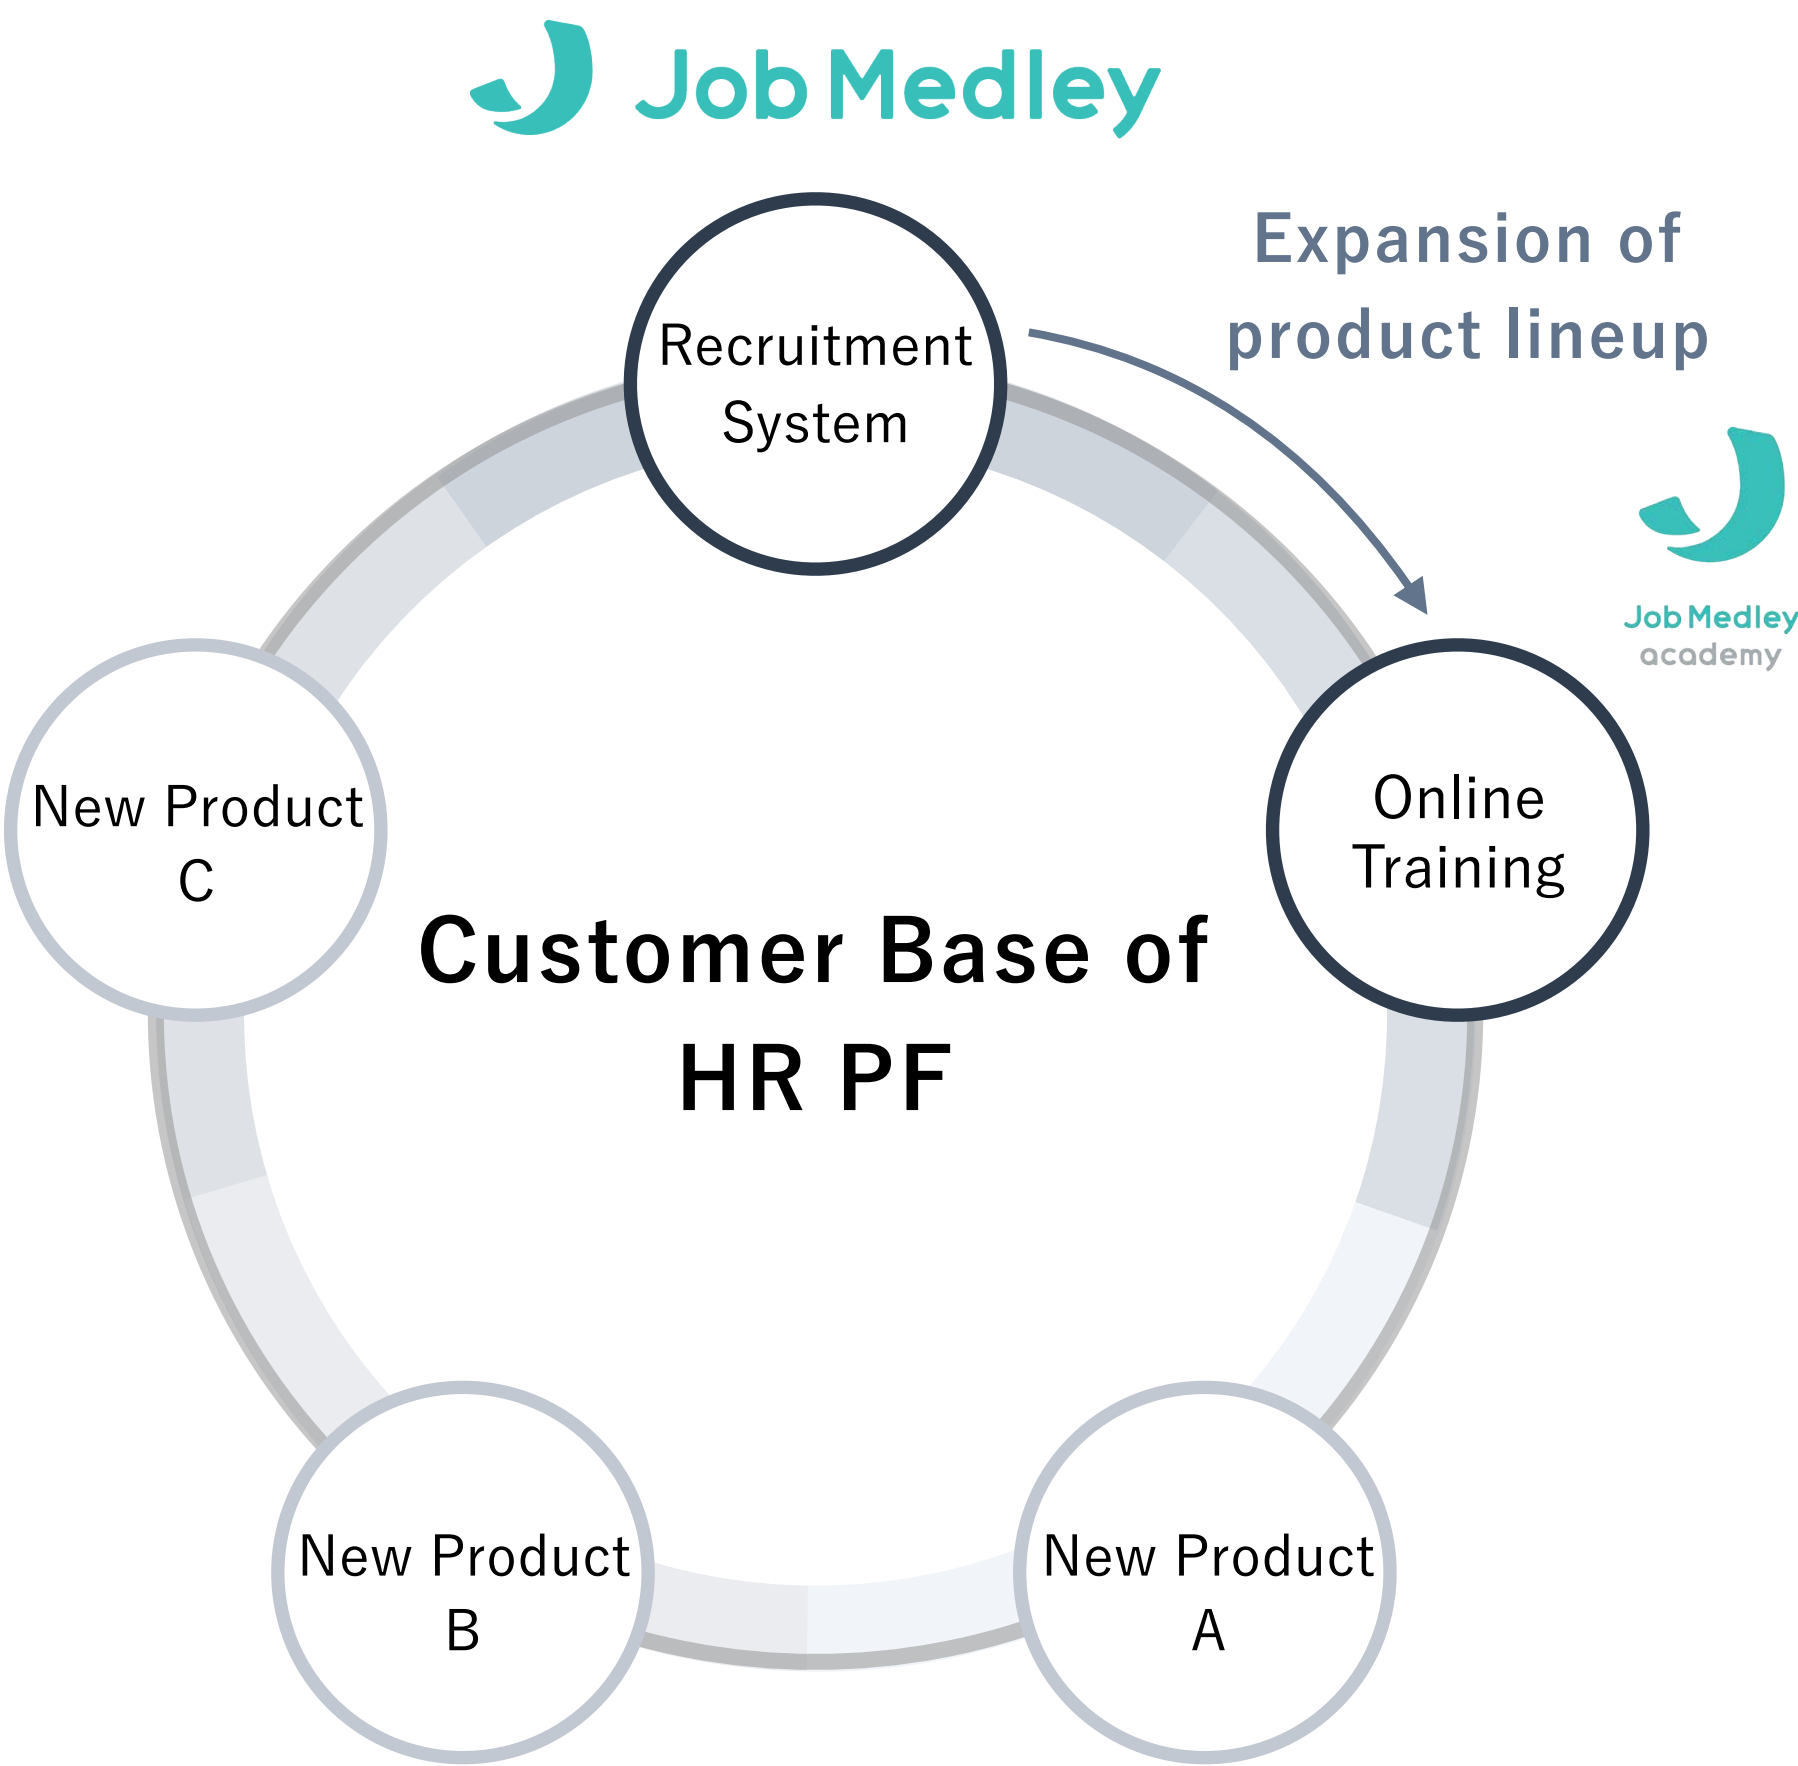 Job Medley
Expansion of
product lineup
Recruitment
System
Job Medley
academy
Online
Training
New Product
C
Customer Base of
HR PF
New Product
B
New Product
A